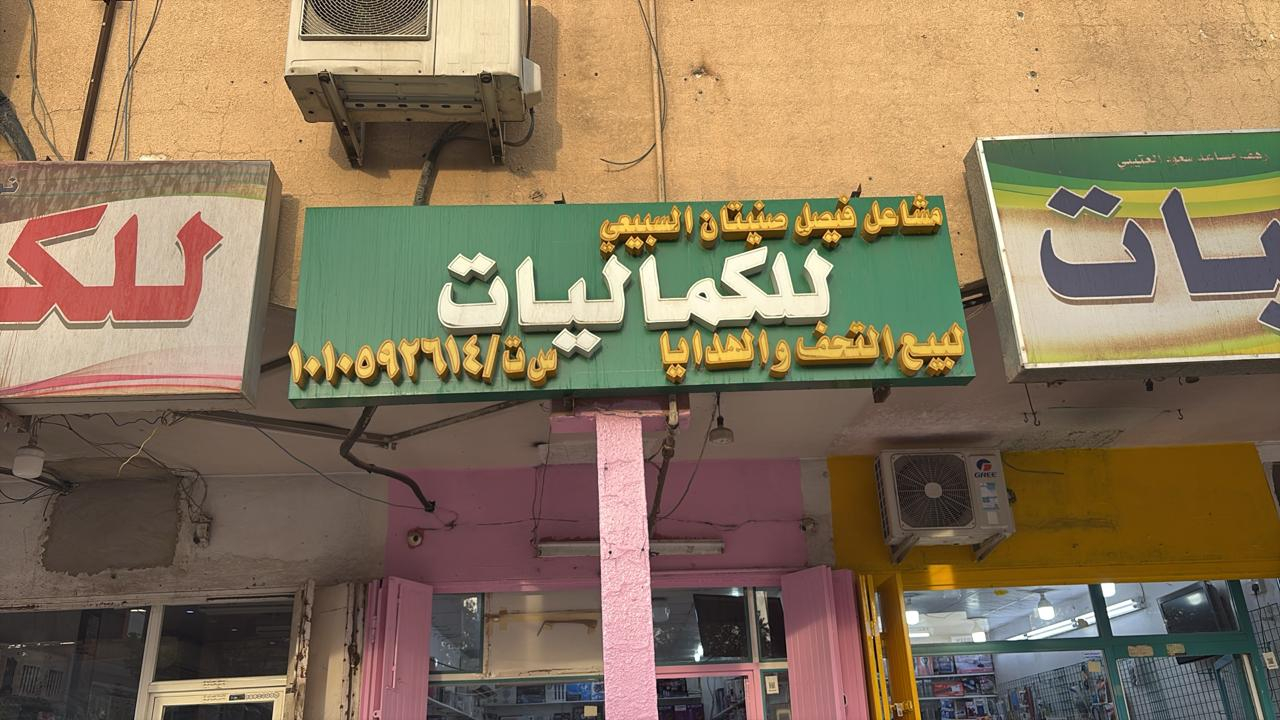 مشاعل فيصل صنيتان السبيعي
للكماليات
لبيع التحف والهدايا
س ت/١٠١٠٥٩٢٦١٤
رهف مساعد سعود العتيبي
يات
للك
GREE